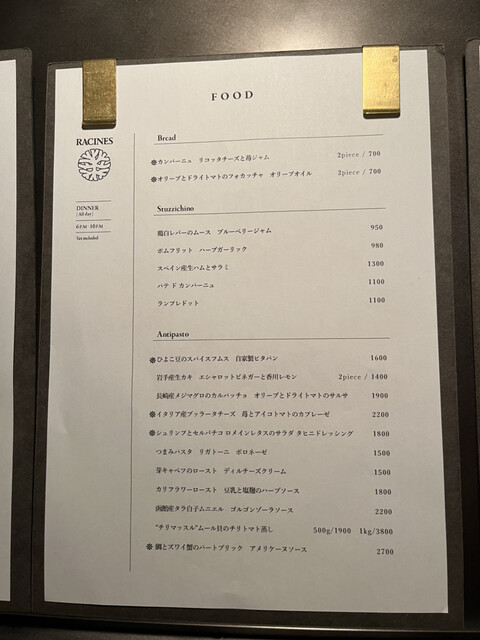 FOOD
RACINES
DINNER
(All day)
6 P.M 10 P.M
Tax included
Bread
※カンパーニュ　リコッタチーズと苺ジャム 2piece / 700
※オリーブとドライトマトのフォカッチャ　オリーブオイル 2piece / 700
Stuzzichino
鶏白レバーのムース　ブルーベリージャム 950
ポムフリット　ハーブガーリック 980
スペイン産生ハムとサラミ 1300
パテ ド カンパーニュ 1100
ランプレドット 1100
Antipasto
※ひよこ豆のスパイスフムス　自家製ピタパン 1600
岩手産生カキ　エシャロットビネガーと香川レモン 2piece / 1400
長崎産メジマグロのカルパッチョ　オリーブとドライトマトのサルサ 1900
※イタリア産ブッラータチーズ　苺とアイコトマトのカプレーゼ 2200
※シュリンプとセルバチコ ロメインレタスのサラダ タヒニドレッシング 1800
つまみパスタ　リガトーニ　ボロネーゼ 1500
芽キャベツのロースト　ディルチーズクリーム 1500
カリフラワーロースト　豆乳と塩麹のハーブソース 1800
函館産タラ白子ムニエル　ゴルゴンゾーラソース 2200
"チリマッスル"ムール貝のチリトマト蒸し 500g/1900 1kg/3800
※鯛とズワイ蟹のパートブリック　アメリケーヌソース 2700